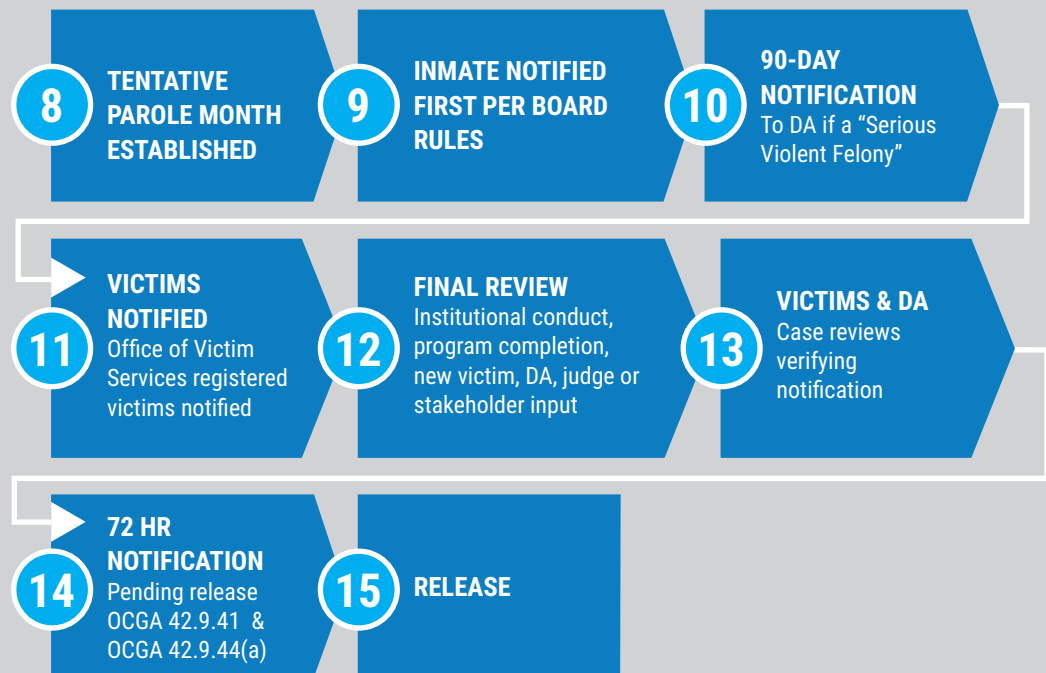 8
TENTATIVE
PAROLE MONTH
ESTABLISHED
9
INMATE NOTIFIED
FIRST PER BOARD
RULES
10
90-DAY
NOTIFICATION
To DA if a “Serious
Violent Felony”
11
VICTIMS
NOTIFIED
Office of Victim
Services registered
victims notified
12
FINAL REVIEW
Institutional conduct,
program completion,
new victim, DA, judge or
stakeholder input
13
VICTIMS & DA
Case reviews
verifying
notification
14
72 HR
NOTIFICATION
Pending release
OCGA 42.9.41 &
OCGA 42.9.44(a)
15
RELEASE